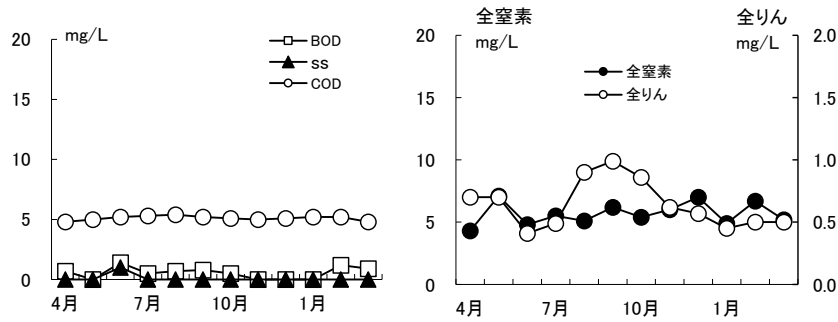 mg/L
BOD
ss
COD
20
15
10
5
0
4月 7月 10月 1月
全窒素 全りん
mg/L mg/L
全窒素
全りん
20 2.0
15 1.5
10 1.0
5 0.5
0 0.0
4月 7月 10月 1月